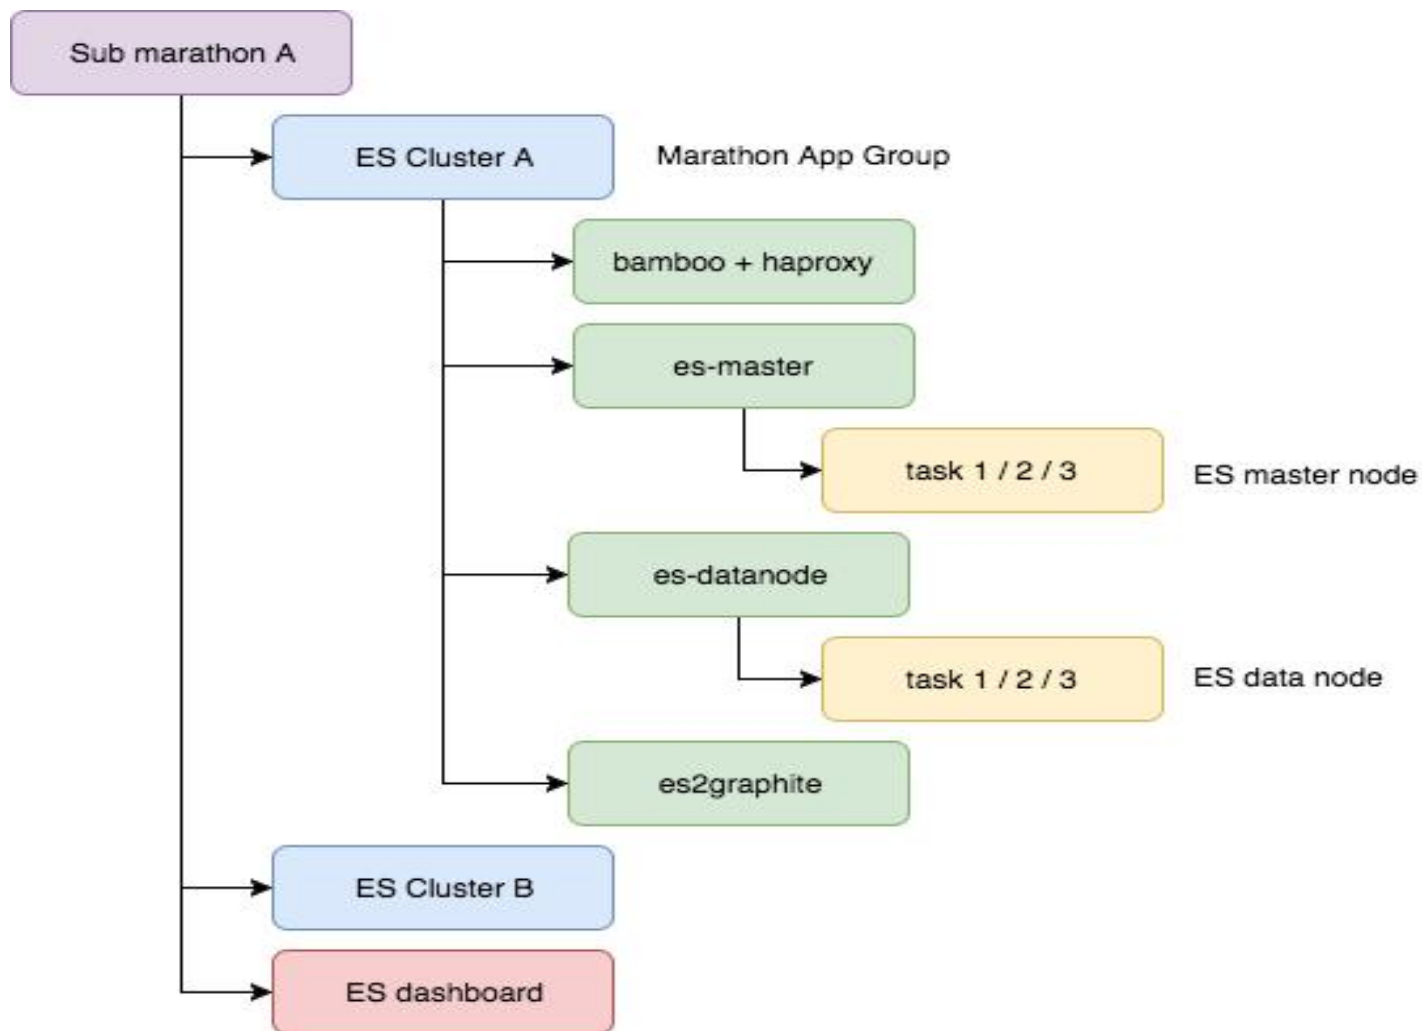 Sub marathon A
ES Cluster A
Marathon App Group
bamboo + haproxy
es-master
task 1 / 2 / 3
ES master node
es-datanode
task 1 / 2 / 3
ES data node
es2graphite
ES Cluster B
ES dashboard